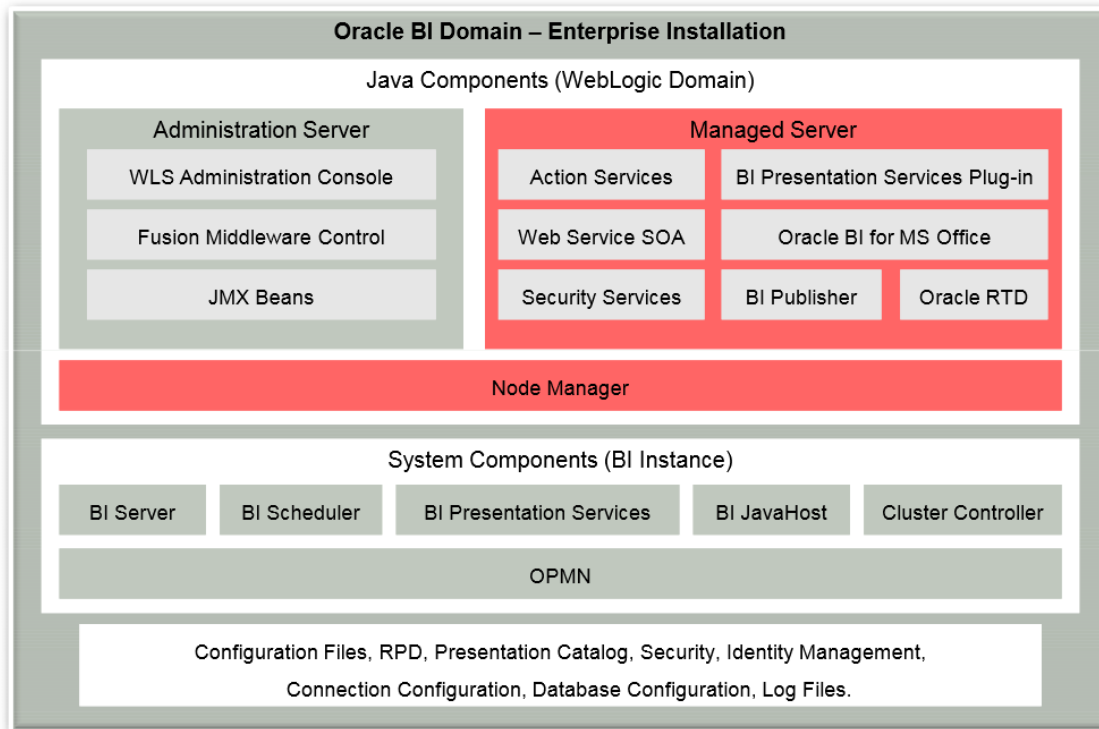 Oracle BI Domain – Enterprise Installation
Java Components (WebLogic Domain)
Administration Server
WLS Administration Console
Fusion Middleware Control
JMX Beans
Managed Server
Action Services
BI Presentation Services Plug-in
Web Service SOA
Oracle BI for MS Office
Security Services
BI Publisher
Oracle RTD
Node Manager
System Components (BI Instance)
BI Server
BI Scheduler
BI Presentation Services
BI JavaHost
Cluster Controller
OPMN
Configuration Files, RPD, Presentation Catalog, Security, Identity Management,
Connection Configuration, Database Configuration, Log Files.